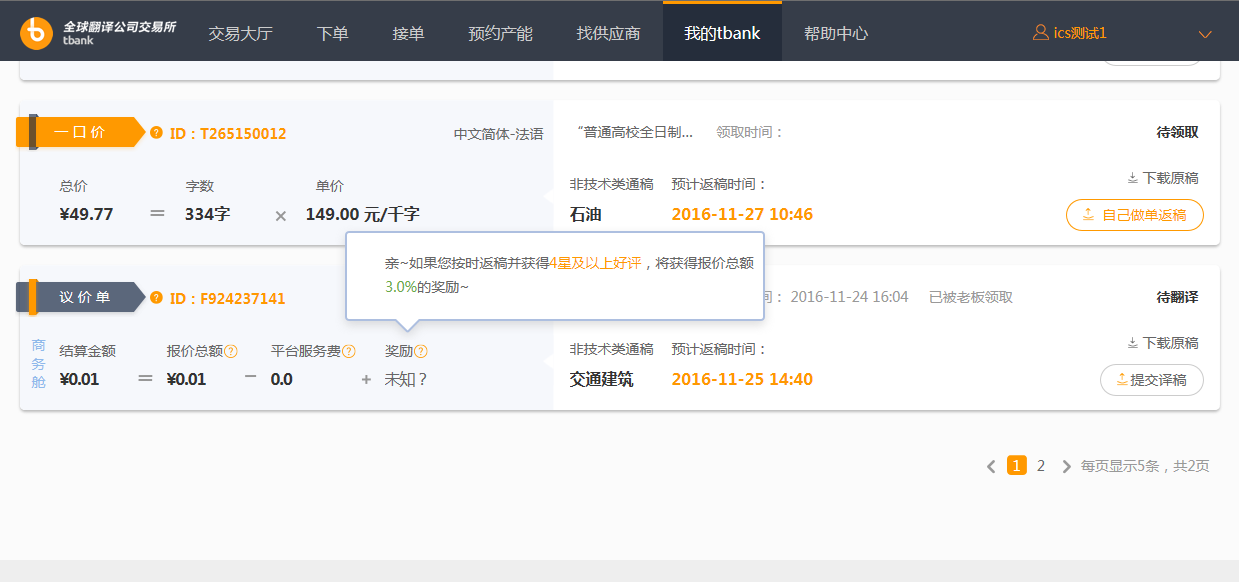 全球翻译公司交易所
tbank
交易大厅 下单 接单 预约产能 找供应商 我的tbank 帮助中心 ics测试1
一口价 ? ID：T265150012 中文简体-法语 “普通高校全日制... 领取时间： 待领取
总价 字数 单价 非技术类通稿 预计返稿时间： 下载原稿
¥49.77 = 334字 × 149.00 元/千字 石油 2016-11-27 10:46 自己做单返稿
亲~如果您按时返稿并获得4星及以上好评，将获得报价总额
3.0%的奖励~
议价单 ? ID：F924237141 间： 2016-11-24 16:04 已被老板领取 待翻译
商务舱 结算金额 报价总额? 平台服务费? 奖励? 非技术类通稿 预计返稿时间： 下载原稿
¥0.01 = ¥0.01 - 0.0 + 未知？ 交通建筑 2016-11-25 14:40 提交译稿
1 2 每页显示5条，共2页